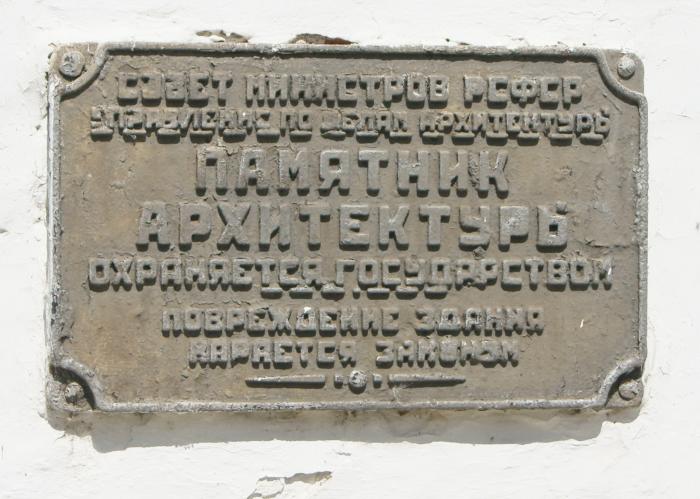 СОВЕТ МИНИСТРОВ РСФСР
УПРАВЛЕНИЕ ПО ДЕЛАМ АРХИТЕКТУРЫ
ПАМЯТНИК
АРХИТЕКТУРЫ
ОХРАНЯЕТСЯ ГОСУДАРСТВОМ
ПОВРЕЖДЕНИЕ ЗДАНИЯ
КАРАЕТСЯ ЗАКОНОМ